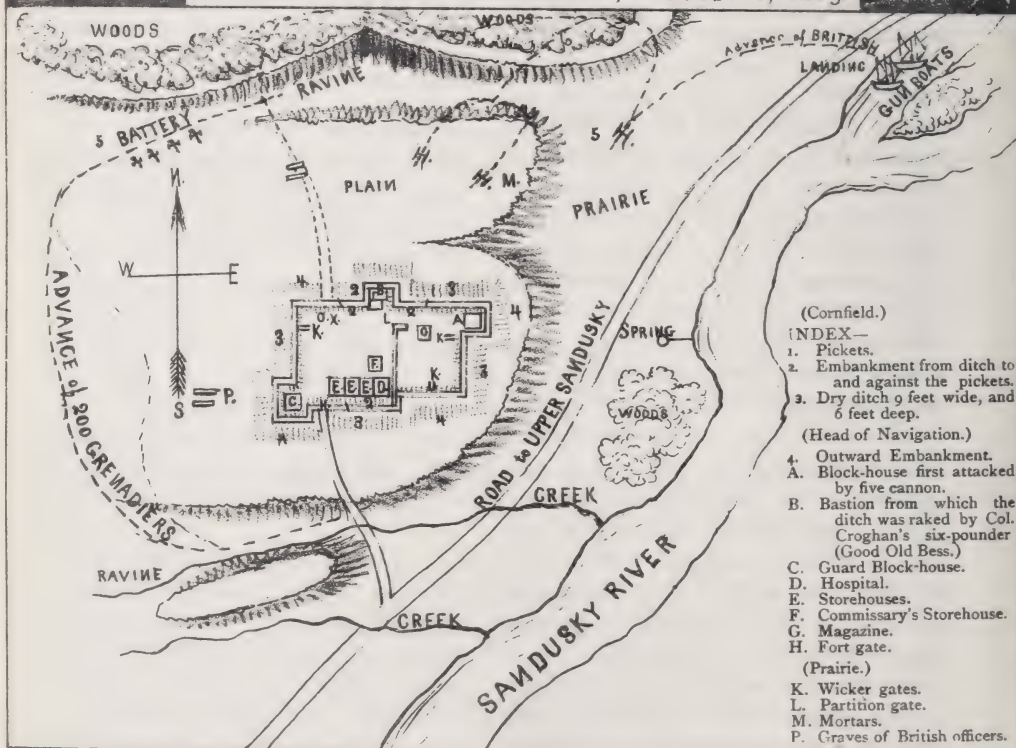 WOODS
WOODS
RAVINE
5 BATTERY
Advance of BRITISH
LANDING
GUN BOATS
5
M.
PLAIN
PRAIRIE
N.
W E
S
P.
ADVANCE of 200 GRENADIERS
4 2 B 1 3
3 K. O X. 2 L 2 G K A 4
F. 3
C E E E D K
2
3 4
SPRING
WOODS
ROAD to UPPER SANDUSKY
CREEK
RAVINE
CREEK
SANDUSKY RIVER
(Cornfield.)
INDEX—
1. Pickets.
2. Embankment from ditch to
and against the pickets.
3. Dry ditch 9 feet wide, and
6 feet deep.
(Head of Navigation.)
4. Outward Embankment.
A. Block-house first attacked
by five cannon.
B. Bastion from which the
ditch was raked by Col.
Croghan's six-pounder
(Good Old Bess.)
C. Guard Block-house.
D. Hospital.
E. Storehouses.
F. Commissary's Storehouse.
G. Magazine.
H. Fort gate.
(Prairie.)
K. Wicker gates.
L. Partition gate.
M. Mortars.
P. Graves of British officers.